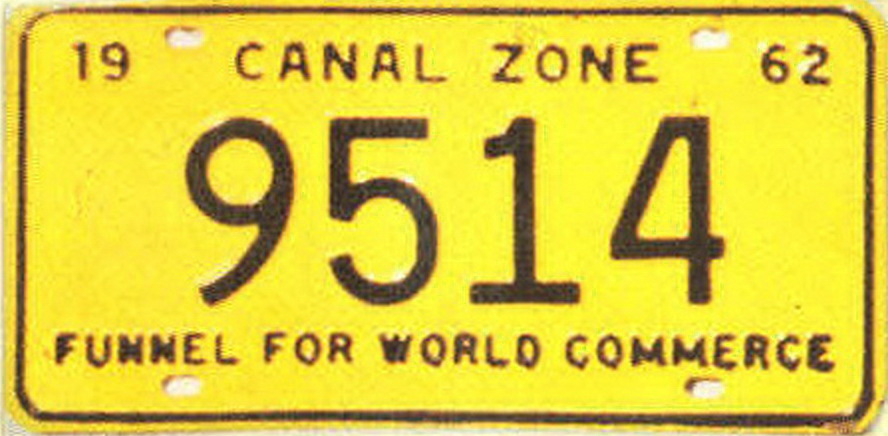 19 CANAL ZONE 62
9514
FUNNEL FOR WORLD COMMERCE